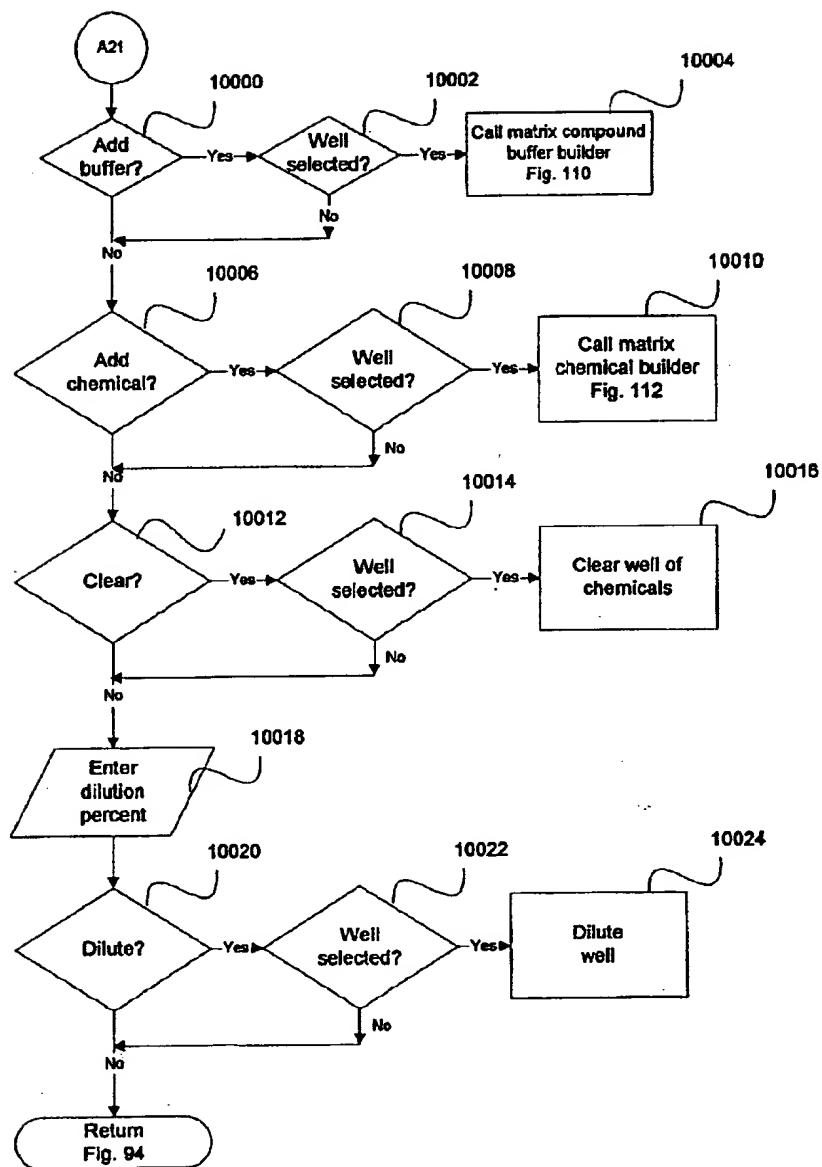 A21
10000
10002
10004
Add
buffer?
Yes
Well
selected?
Yes
Call matrix compound
buffer builder
Fig. 110
No
No
10006
10008
10010
Add
chemical?
Yes
Well
selected?
Yes
Call matrix
chemical builder
Fig. 112
No
No
10012
10014
10016
Clear?
Yes
Well
selected?
Yes
Clear well of
chemicals
No
No
10018
Enter
dilution
percent
10020
10022
10024
Dilute?
Yes
Well
selected?
Yes
Dilute
well
No
No
Return
Fig. 94